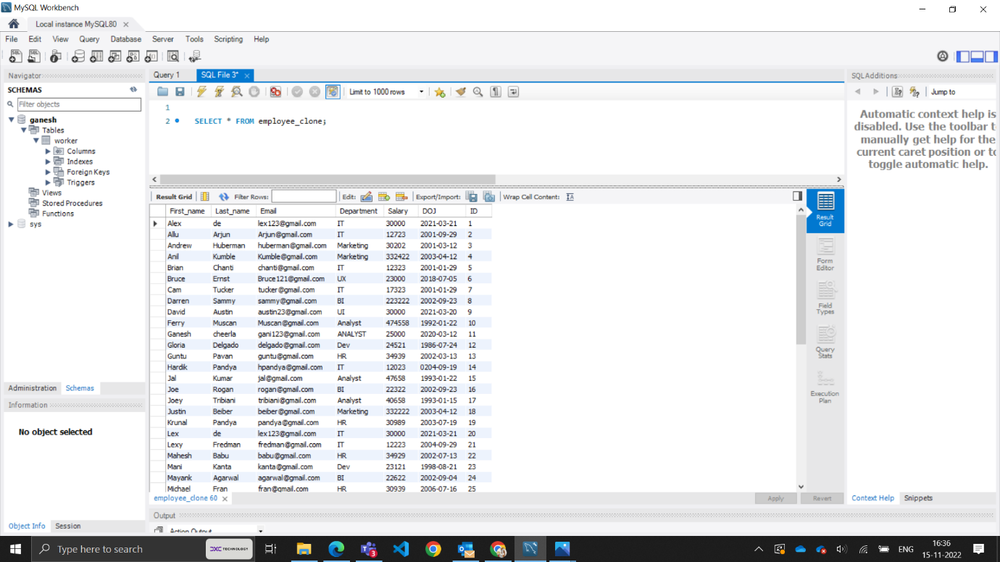 MySQL Workbench
Local instance MySQL80
File Edit View Query Database Server Tools Scripting Help
Navigator
SCHEMAS
Filter objects
ganesh
Tables
worker
Columns
Indexes
Foreign Keys
Triggers
Views
Stored Procedures
Functions
sys
Administration Schemas
Information
No object selected
Object Info Session
Query 1 SQL File 3*
Limit to 1000 rows
1
2 SELECT * FROM employee_clone;
Result Grid Filter Rows: Edit: Export/Import: Wrap Cell Content:
First_name Last_name Email Department Salary DOJ ID
Alex de lex123@gmail.com IT 30000 2021-03-21 1
Allu Arjun Arjun@gmail.com IT 12723 2001-09-29 2
Andrew Huberman huberman@gmail.com Marketing 30202 2001-03-12 3
Anil Kumble Kumble@gmail.com Marketing 332422 2003-04-12 4
Brian Chanti chanti@gmail.com IT 12323 2001-01-29 5
Bruce Ernst Bruce121@gmail.com UX 23000 2018-07-05 6
Cam Tucker tucker@gmail.com IT 17323 2001-01-29 7
Darren Sammy sammy@gmail.com BI 223222 2002-09-23 8
David Austin austin23@gmail.com UI 30000 2021-03-20 9
Ferry Muscan Muscan@gmail.com Analyst 474558 1992-01-22 10
Ganesh cheerla gani123@gmail.com ANALYST 25000 2020-03-12 11
Gloria Delgado delgado@gmail.com Dev 24521 1986-07-24 12
Guntu Pavan guntu@gmail.com HR 34939 2002-03-13 13
Hardik Pandya hpandya@gmail.com IT 12023 0204-09-19 14
Jal Kumar jal@gmail.com Analyst 47658 1993-01-22 15
Joe Rogan rogan@gmail.com BI 22322 2002-09-23 16
Joey Tribiani tribiani@gmail.com Analyst 40658 1993-01-15 17
Justin Beiber beiber@gmail.com Marketing 332222 2003-04-12 18
Krunal Pandya pandya@gmail.com HR 30989 2003-07-19 19
Lex de lex123@gmail.com IT 30000 2021-03-21 20
Lexy Fredman fredman@gmail.com IT 12223 2004-09-29 21
Mahesh Babu babu@gmail.com HR 34929 2002-07-13 22
Mani Kanta kanta@gmail.com Dev 23121 1998-08-21 23
Mayank Agarwal agarwal@gmail.com BI 22622 2002-09-04 24
Michael Fran fran@gmail.com HR 30939 2006-07-16 25
Result Grid
Form Editor
Field Types
Query Stats
Execution Plan
employee_clone 60 Apply Revert
Output
Action Output
SQLAdditions
Jump to
Automatic context help is
disabled. Use the toolbar t
manually get help for the
current caret position or to
toggle automatic help.
Context Help Snippets
Type here to search DXC TECHNOLOGY
3
ENG
16:36
15-11-2022